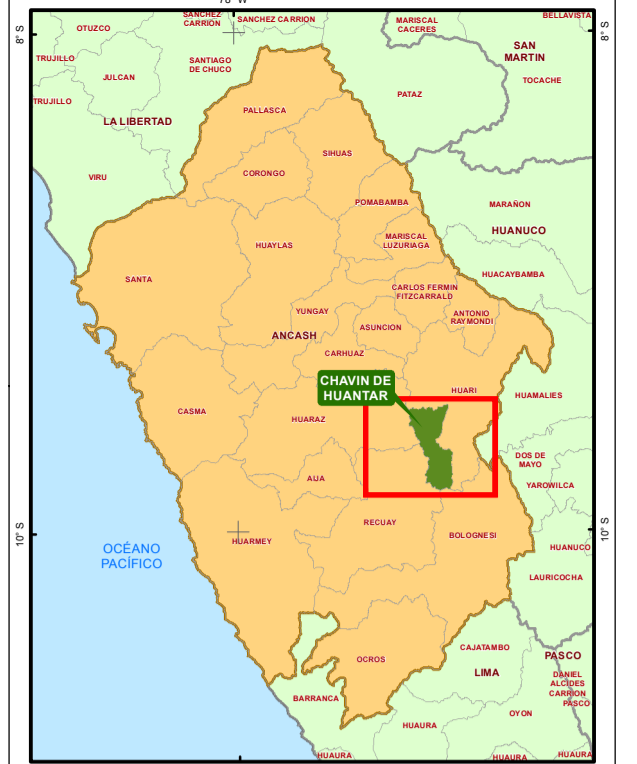 78° W
SANCHEZ
CARRIÓN
SANCHEZ CARRION
MARISCAL
CACERES
BELLAVISTA
8° S
8° S
OTUZCO
SAN
MARTIN
TRUJILLO
SANTIAGO
DE CHUCO
JULCAN
TOCACHE
PATAZ
TRUJILLO
PALLASCA
LA LIBERTAD
SIHUAS
CORONGO
VIRU
POMABAMBA
MARAÑON
HUANUCO
MARISCAL
LUZURIAGA
HUAYLAS
HUACAYBAMBA
SANTA
CARLOS FERMIN
FITZCARRALD
YUNGAY
ANTONIO
RAYMONDI
ASUNCION
ANCASH
CARHUAZ
CHAVIN DE
HUANTAR
HUARI
HUAMALIES
CASMA
HUARAZ
DOS DE
MAYO
AIJA
YAROWILCA
RECUAY
BOLOGNESI
10° S
10° S
HUARMEY
OCÉANO
PACÍFICO
HUANUCO
LAURICOCHA
CAJATAMBO
PASCO
OCROS
LIMA
DANIEL
ALCIDES
CARRION
PASCO
BARRANCA
OYON
HUAURA
HUAURA
HUAURA
HUAURA